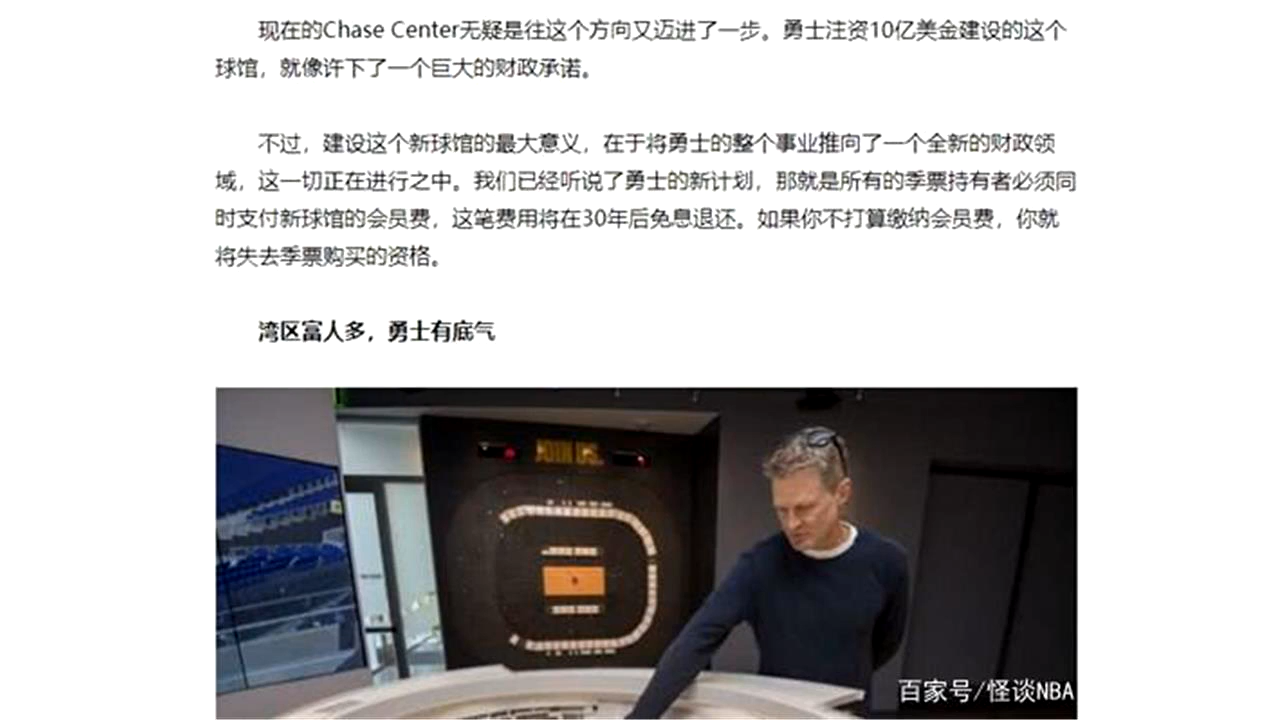 现在的Chase Center无疑是往这个方向又迈进了一步。勇士注资10亿美金建设的这个
球馆，就像许下了一个巨大的财政承诺。
不过，建设这个新球馆的最大意义，在于将勇士的整个事业推向了一个全新的财政领
域，这一切正在进行之中。我们已经听说了勇士的新计划，那就是所有的季票持有者必须同
时支付新球馆的会员费，这笔费用将在30年后免息退还。如果你不打算缴纳会员费，你就
将失去季票购买的资格。
湾区富人多，勇士有底气
JOIN US.
百家号/怪谈NBA